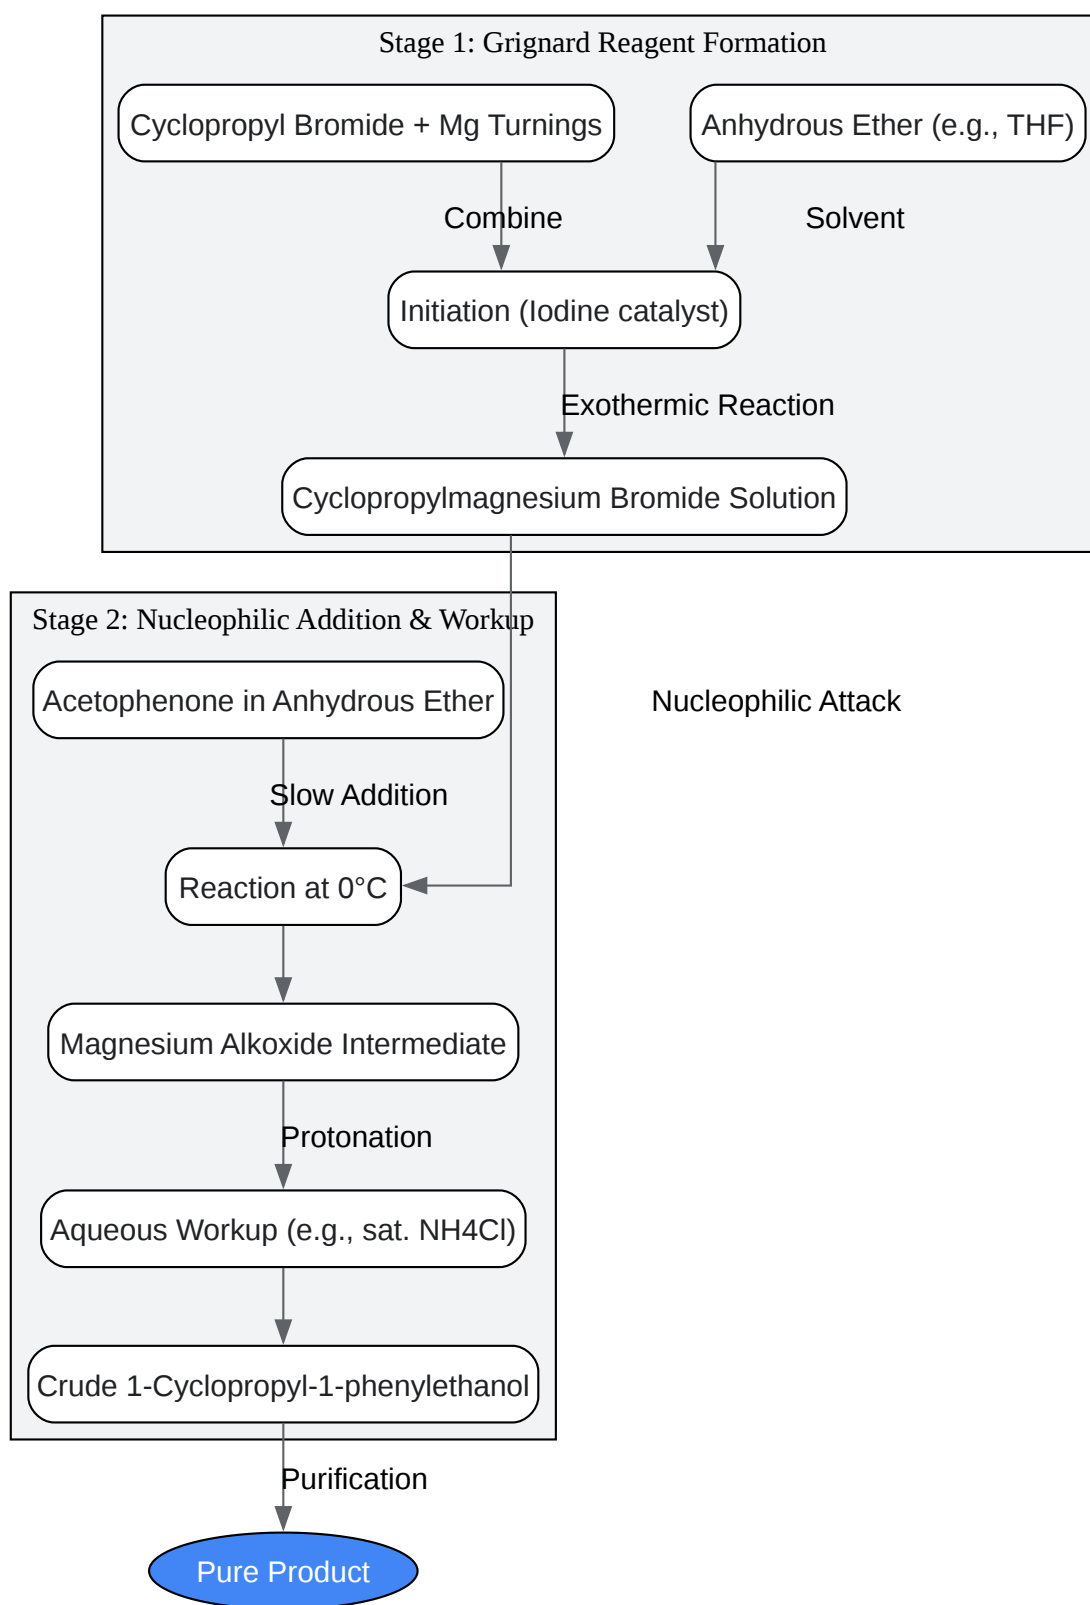 Stage 1: Grignard Reagent Formation
Cyclopropyl Bromide + Mg Turnings
Anhydrous Ether (e.g., THF)
Combine
Solvent
Initiation (Iodine catalyst)
Exothermic Reaction
Cyclopropylmagnesium Bromide Solution
Stage 2: Nucleophilic Addition & Workup
Acetophenone in Anhydrous Ether
Nucleophilic Attack
Slow Addition
Reaction at 0°C
Magnesium Alkoxide Intermediate
Protonation
Aqueous Workup (e.g., sat. NH4Cl)
Crude 1-Cyclopropyl-1-phenylethanol
Purification
Pure Product